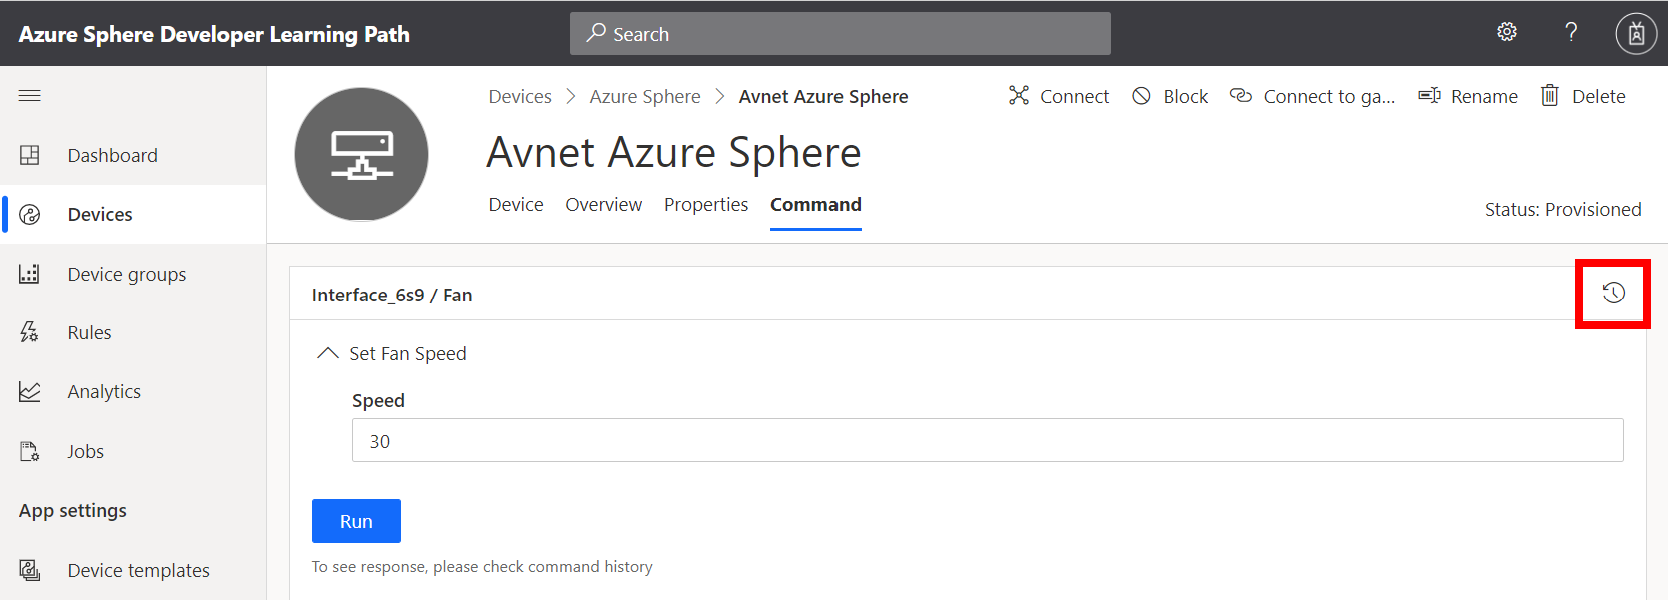 Azure Sphere Developer Learning Path
Search
?
Devices > Azure Sphere > Avnet Azure Sphere
Connect
Block
Connect to ga...
Rename
Delete
Avnet Azure Sphere
Device
Overview
Properties
Command
Status: Provisioned
Dashboard
Devices
Device groups
Rules
Analytics
Jobs
App settings
Device templates
Interface_6s9 / Fan
Set Fan Speed
Speed
30
Run
To see response, please check command history